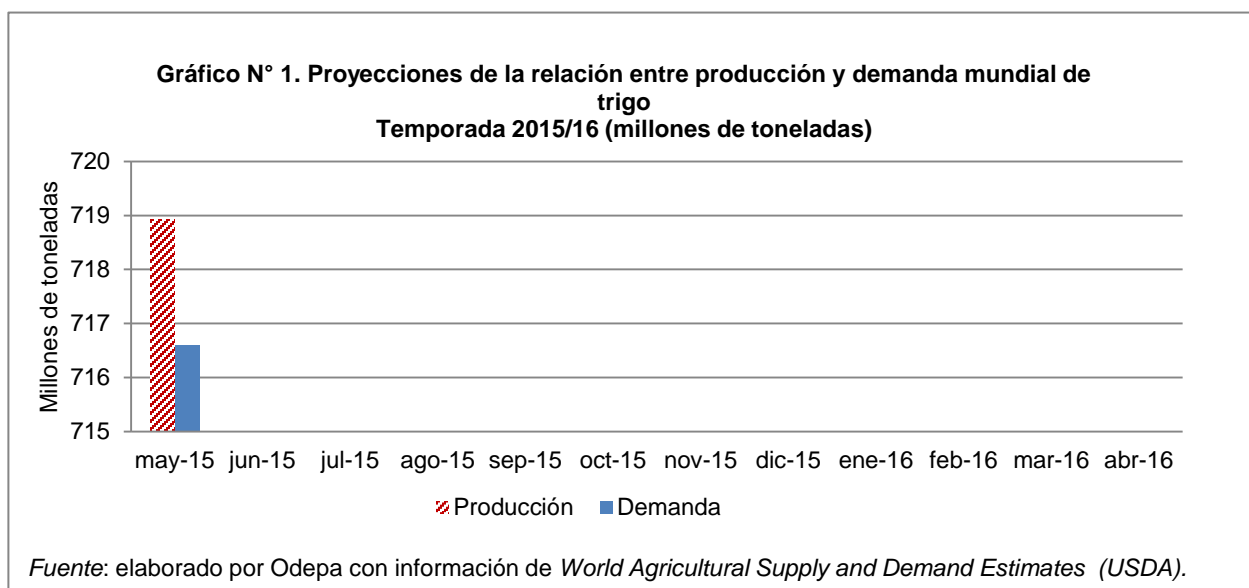 Gráfico N° 1. Proyecciones de la relación entre producción y demanda mundial de
trigo
Temporada 2015/16 (millones de toneladas)
Millones de toneladas
720
719
718
717
716
715
may-15 jun-15 jul-15 ago-15 sep-15 oct-15 nov-15 dic-15 ene-16 feb-16 mar-16 abr-16
Producción Demanda
Fuente: elaborado por Odepa con información de World Agricultural Supply and Demand Estimates (USDA).